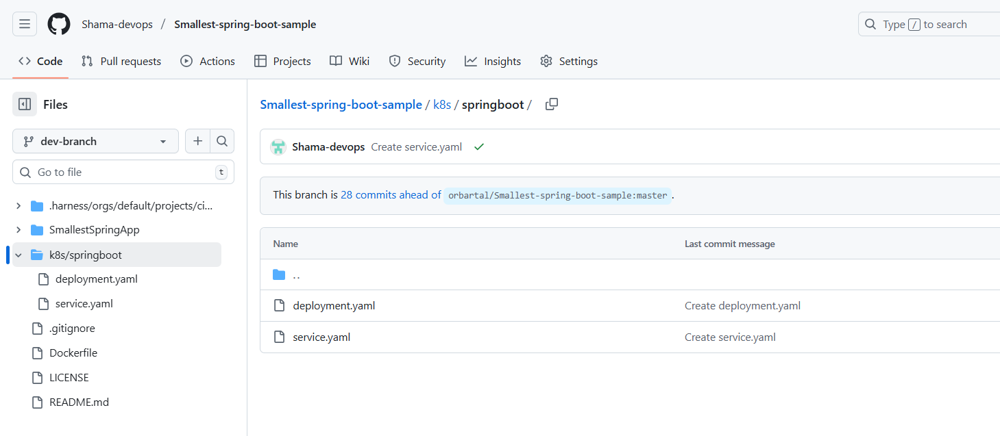 Shama-devops / Smallest-spring-boot-sample
Type / to search
Code Pull requests Actions Projects Wiki Security Insights Settings
Files
dev-branch
Go to file t
.harness/orgs/default/projects/ci...
SmallestSpringApp
k8s/springboot
deployment.yaml
service.yaml
.gitignore
Dockerfile
LICENSE
README.md
Smallest-spring-boot-sample / k8s / springboot /
Shama-devops Create service.yaml
This branch is 28 commits ahead of orbartal/Smallest-spring-boot-sample:master .
Name Last commit message
..
deployment.yaml Create deployment.yaml
service.yaml Create service.yaml